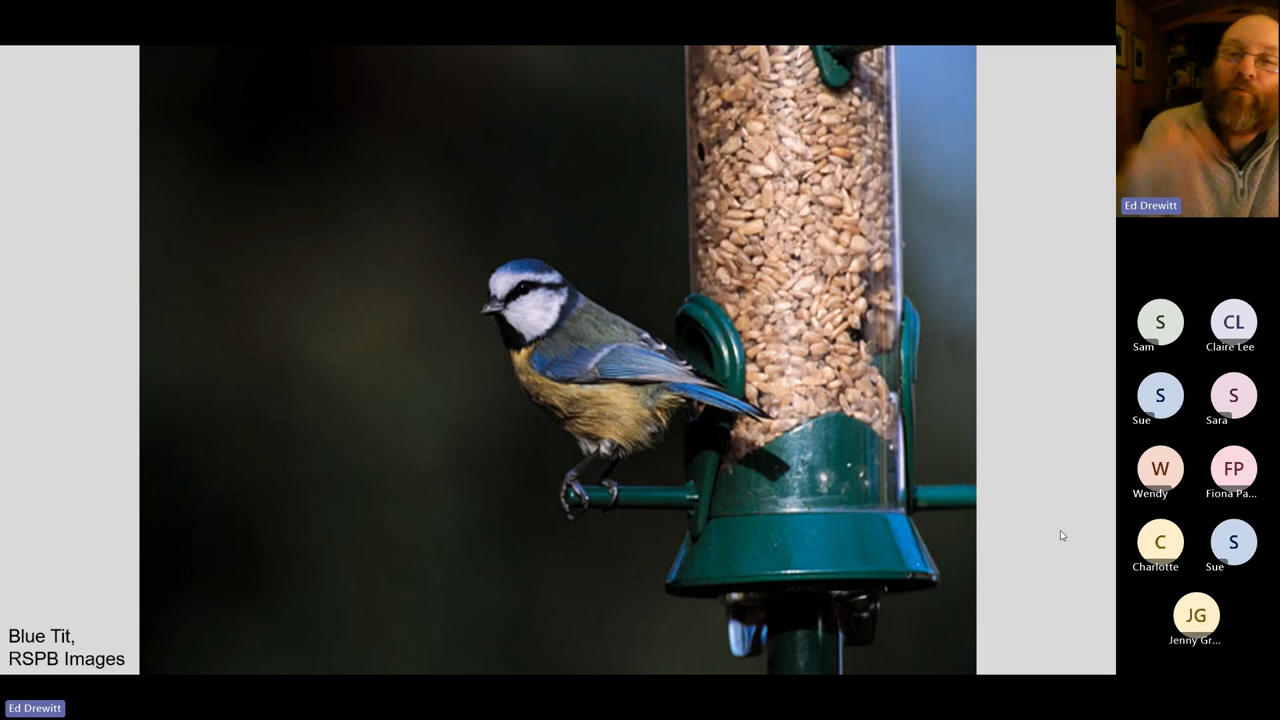 Blue Tit,
RSPB Images
Ed Drewitt
Ed Drewitt
S
Sam
CL
Claire Lee
S
Sue
S
Sara
W
Wendy
FP
Fiona Pa...
C
Charlotte
S
Sue
JG
Jenny Gr...